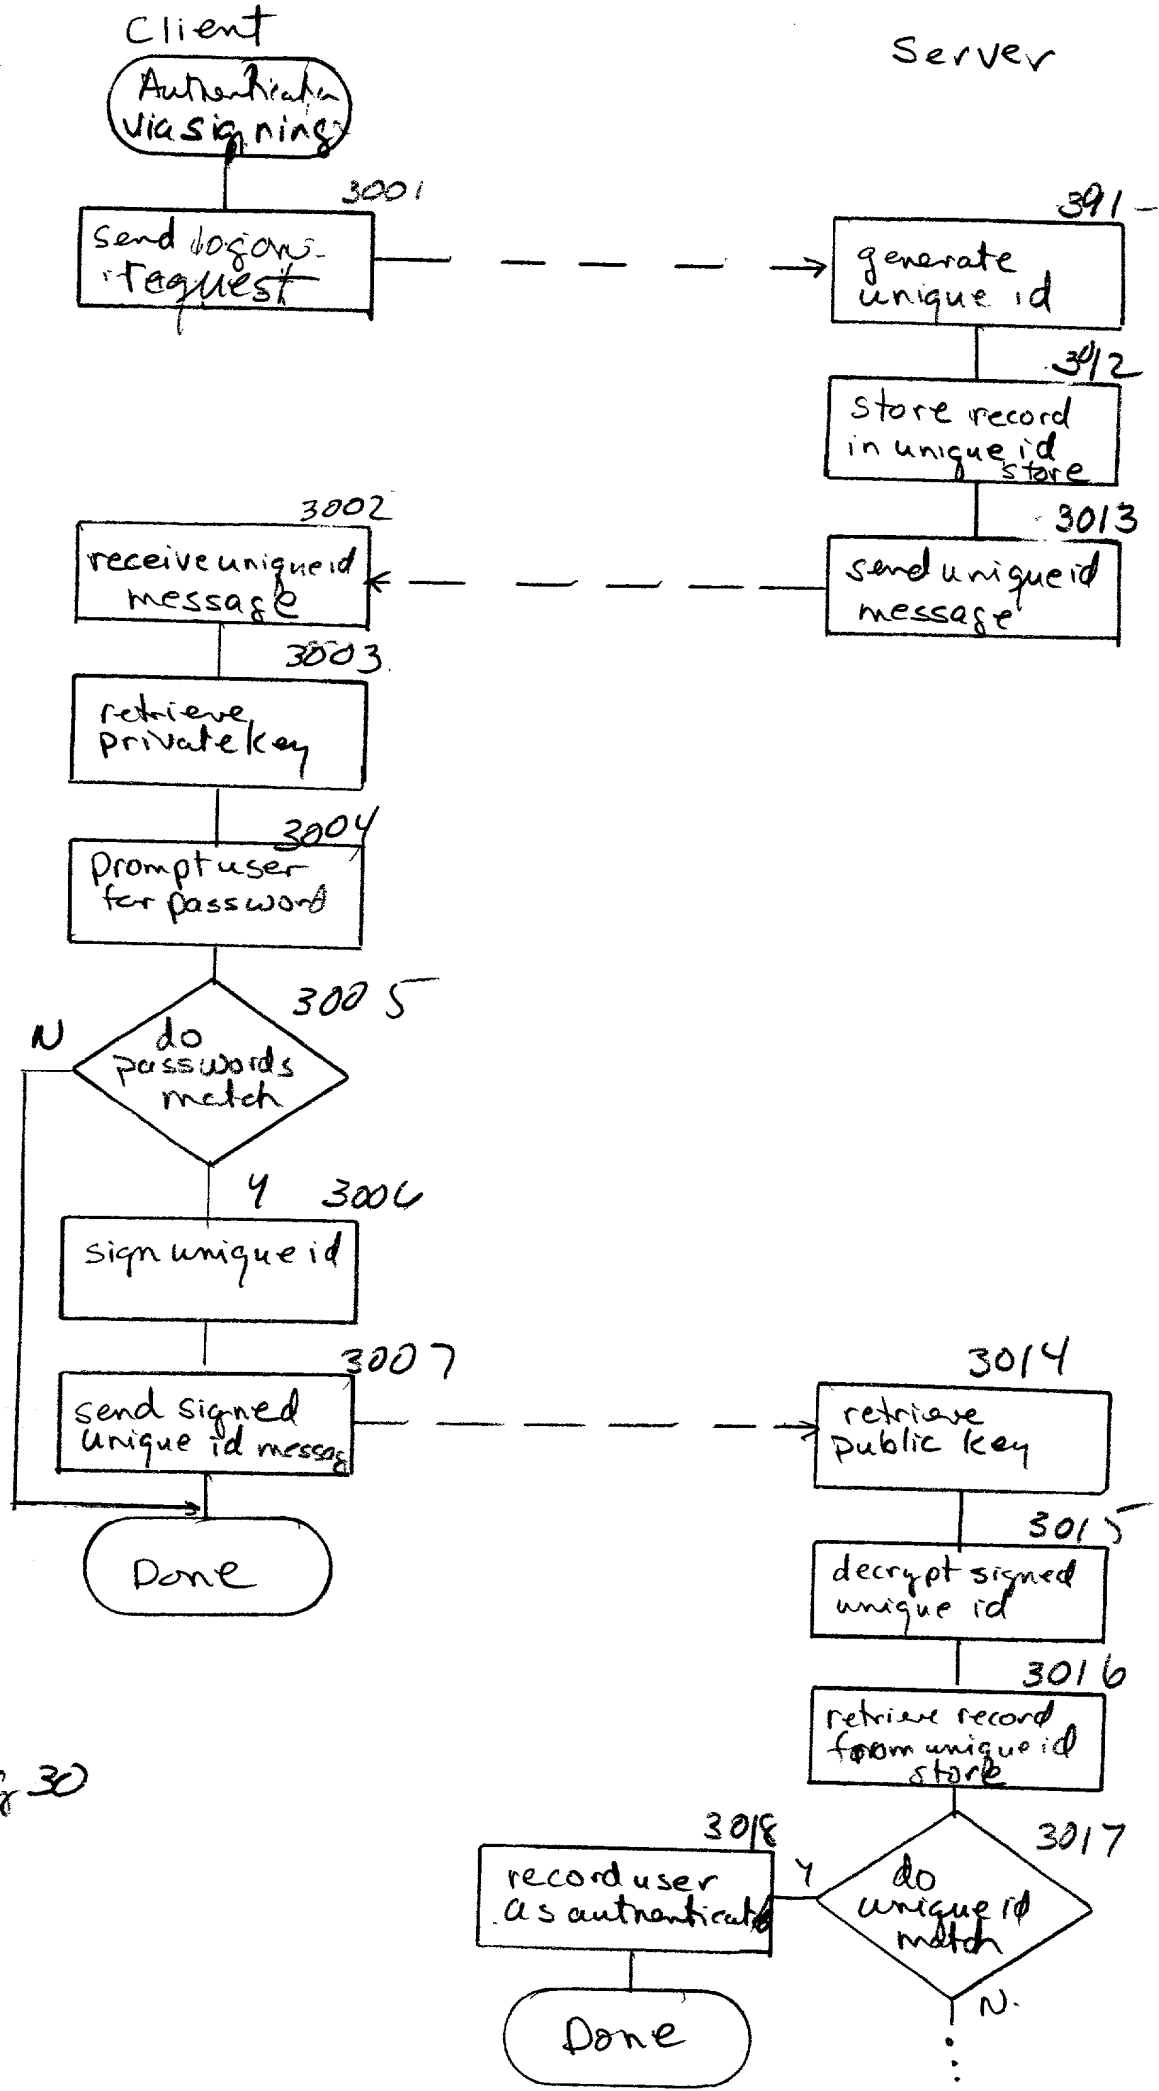 Client
Server
Authentication
via signing
3001
send logon
request
391-
generate
unique id
3012
store record
in unique id
store
3013
send unique id
message
3002
receive unique id
message
3003
retrieve
private key
3004
prompt user
for password
3005
N
do
passwords
match
Y
3006
sign unique id
3007
send signed
unique id messag
Done
3014
retrieve
public key
3015
decrypt signed
unique id
3016
retrieve record
from unique id
store
3017
do
unique id
match
Y
N.
3018
record user
as authenticated
Done
g 30